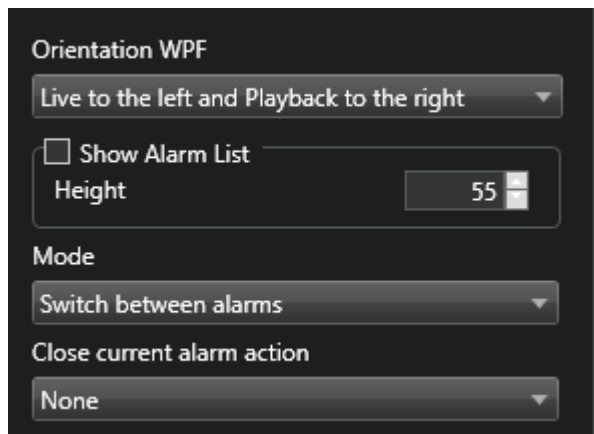 Orientation WPF
Live to the left and Playback to the right
Show Alarm List
Height 55
Mode
Switch between alarms
Close current alarm action
None